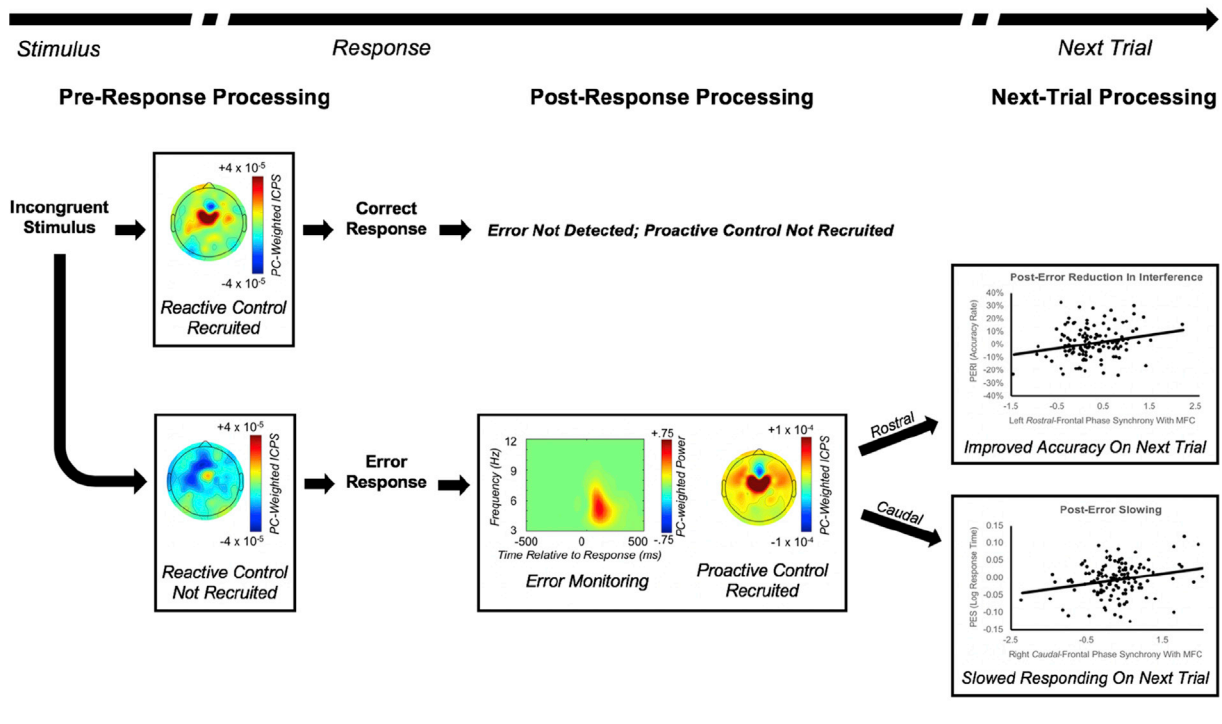 Stimulus
Response
Next Trial
Pre-Response Processing
Post-Response Processing
Next-Trial Processing
Incongruent
Stimulus
+4 x 10-5
PC-Weighted ICPS
-4 x 10-5
Reactive Control
Recruited
Correct
Response
Error Not Detected; Proactive Control Not Recruited
+4 x 10-5
PC-Weighted ICPS
-4 x 10-5
Reactive Control
Not Recruited
Error
Response
12
9
6
3
Frequency (Hz)
-500
0
500
Time Relative to Response (ms)
+.75
PC-weighted Power
-.75
Error Monitoring
+1 x 10-4
PC-Weighted ICPS
-1 x 10-4
Proactive Control
Recruited
Rostral
Caudal
Post-Error Reduction In Interference
40%
30%
20%
10%
0%
-10%
-20%
-30%
-40%
PERI (Accuracy Rate)
-1.5
-0.5
0.5
1.5
2.5
Left Rostral-Frontal Phase Synchrony With MFC
Improved Accuracy On Next Trial
Post-Error Slowing
0.15
0.10
0.05
0.00
-0.05
-0.10
-0.15
PES (Log Response Time)
-2.5
-0.5
1.5
Right Caudal-Frontal Phase Synchrony With MFC
Slowed Responding On Next Trial